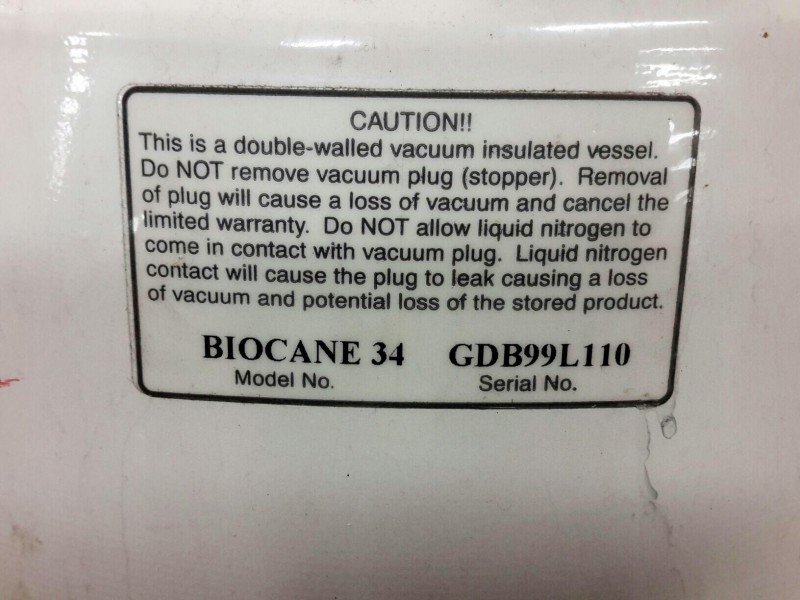 CAUTION!!
This is a double-walled vacuum insulated vessel.
Do NOT remove vacuum plug (stopper). Removal
of plug will cause a loss of vacuum and cancel the
limited warranty. Do NOT allow liquid nitrogen to
come in contact with vacuum plug. Liquid nitrogen
contact will cause the plug to leak causing a loss
of vacuum and potential loss of the stored product.
BIOCANE 34 GDB99L110
Model No. Serial No.